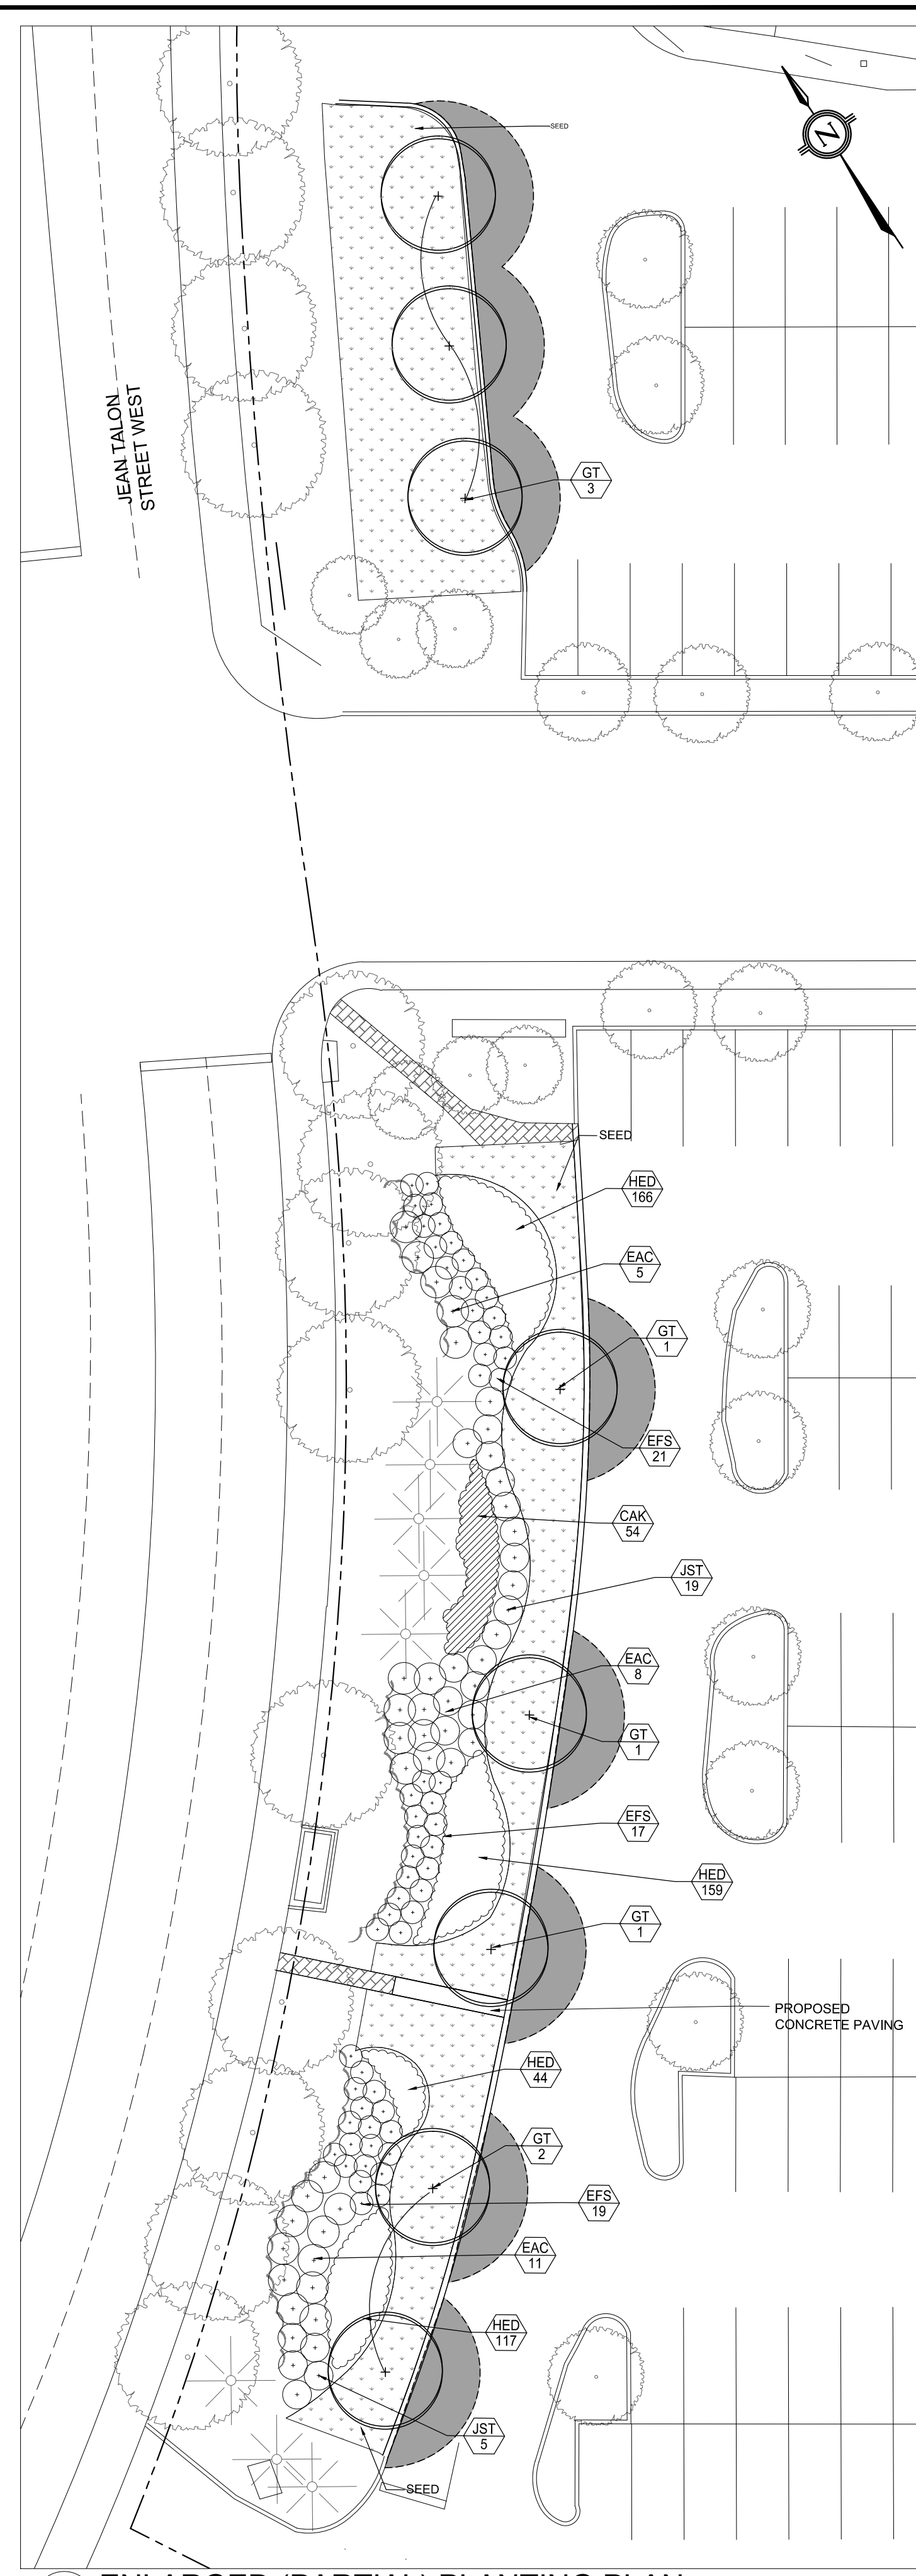 N
SEED
JEAN TALON
STREET WEST
GT
3
SEED
HED
166
EAC
5
GT
1
EFS
21
CAK
54
JST
19
EAC
8
GT
1
EFS
17
HED
159
GT
1
PROPOSED
CONCRETE PAVING
HED
44
GT
2
EFS
19
EAC
11
HED
117
JST
5
SEED
ENLARGED (PARTIAL) PLANTING PLAN